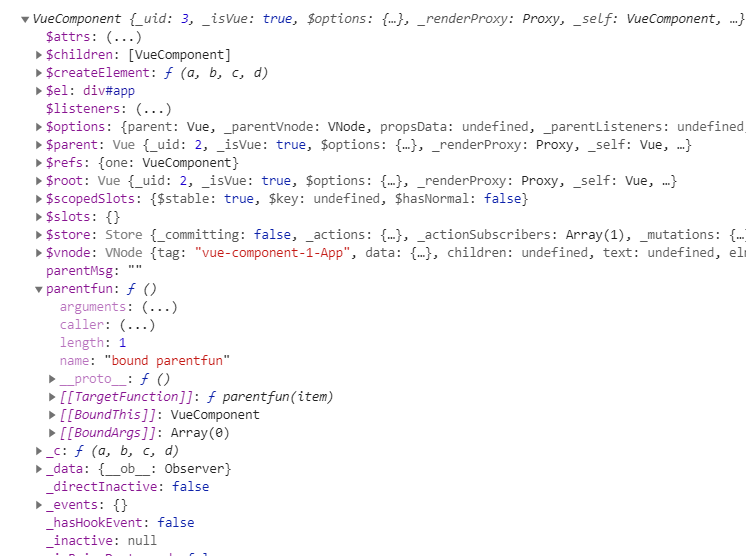 VueComponent {_uid: 3, _isVue: true, $options: {…}, _renderProxy: Proxy, _self: VueComponent, …}
$attrs: (...)
$children: [VueComponent]
$createElement: ƒ (a, b, c, d)
$el: div#app
$listeners: (...)
$options: {parent: Vue, _parentVnode: VNode, propsData: undefined, _parentListeners: undefined,
$parent: Vue {_uid: 2, _isVue: true, $options: {…}, _renderProxy: Proxy, _self: Vue, …}
$refs: {one: VueComponent}
$root: Vue {_uid: 2, _isVue: true, $options: {…}, _renderProxy: Proxy, _self: Vue, …}
$scopedSlots: {$stable: true, $key: undefined, $hasNormal: false}
$slots: {}
$store: Store {_committing: false, _actions: {…}, _actionSubscribers: Array(1), _mutations: {…
$vnode: VNode {tag: "vue-component-1-App", data: {…}, children: undefined, text: undefined, el
parentMsg: ""
parentfun: ƒ ()
arguments: (...)
caller: (...)
length: 1
name: "bound parentfun"
__proto__: ƒ ()
[[TargetFunction]]: ƒ parentfun(item)
[[BoundThis]]: VueComponent
[[BoundArgs]]: Array(0)
_c: ƒ (a, b, c, d)
_data: {__ob__: Observer}
_directInactive: false
_events: {}
_hasHookEvent: false
_inactive: null